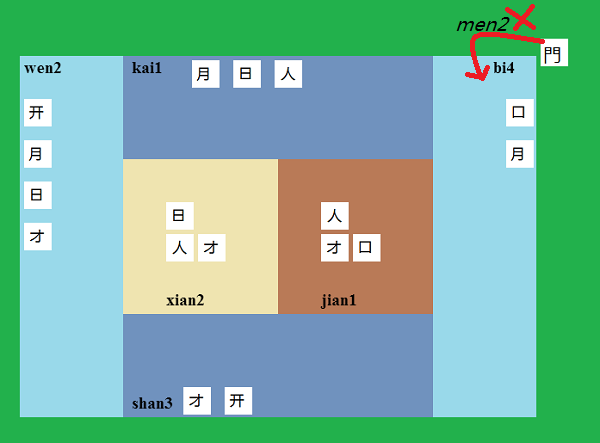 men2
門
wen2
kai1 月 日 人
bi4
开
月
日
才
口
月
日
人 才
xian2
人
才 口
jian1
shan3 才 开